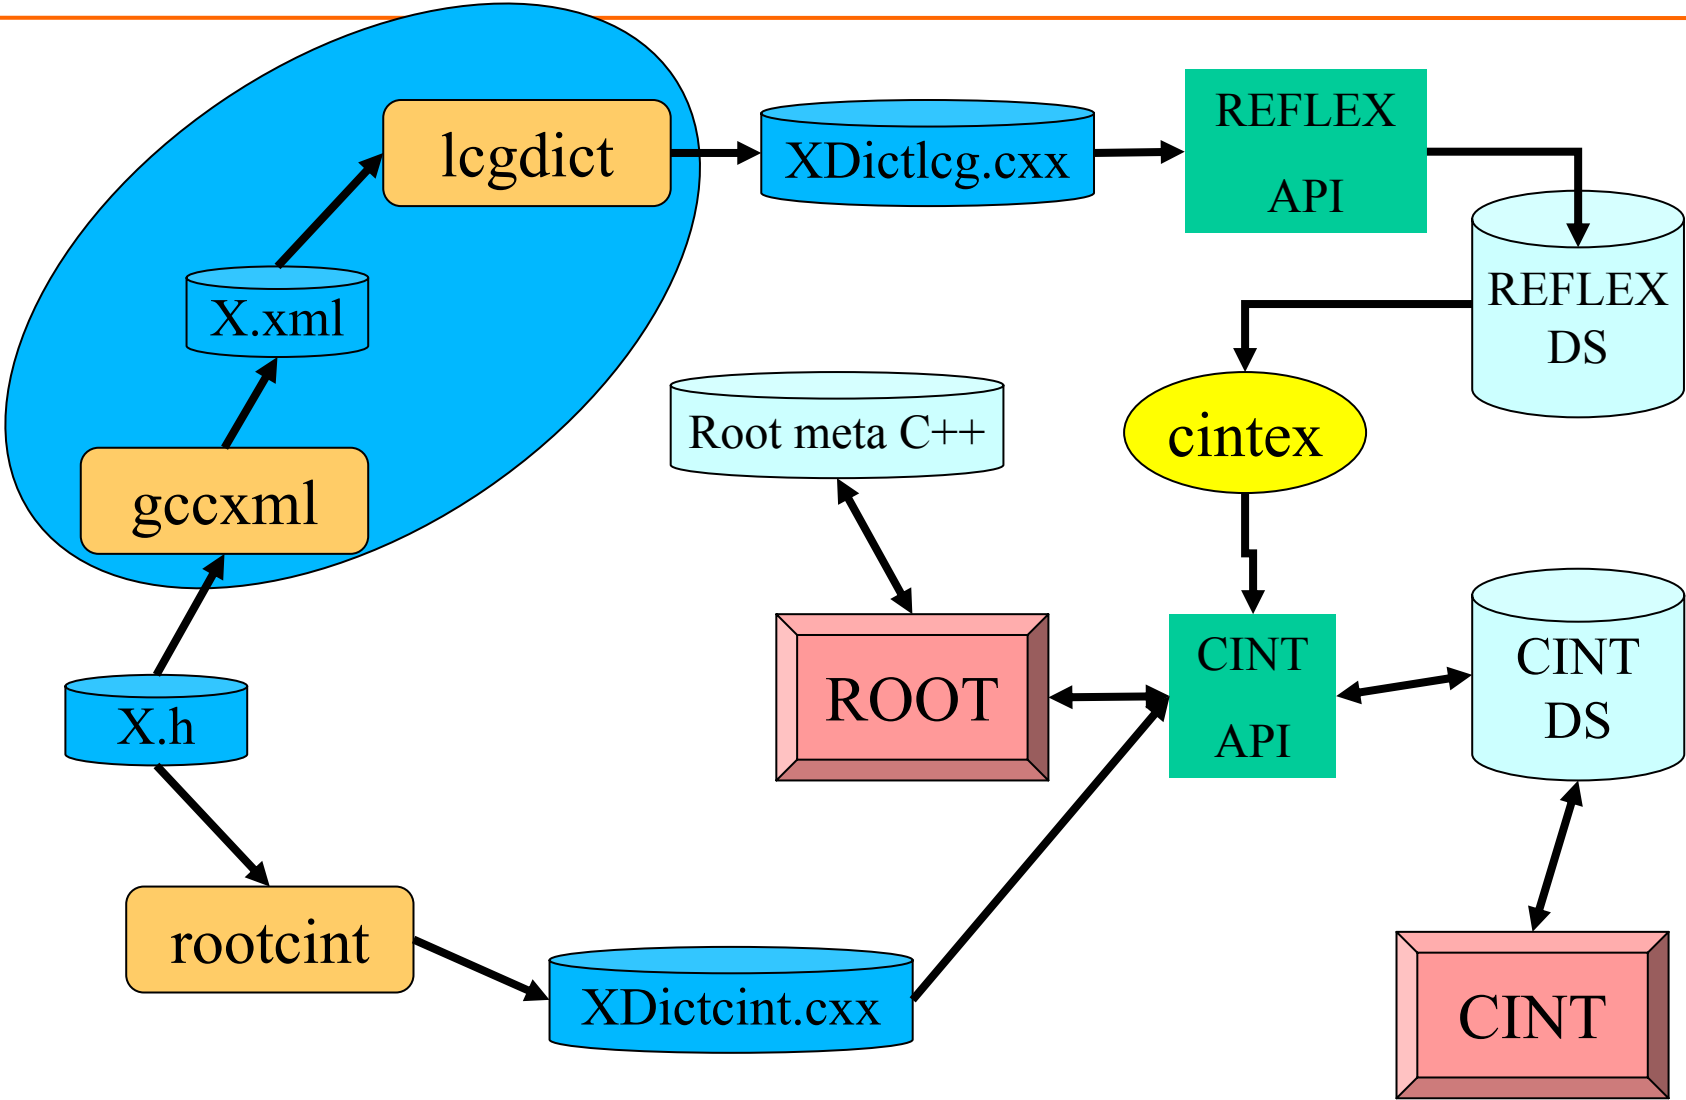 lcgdict
XDictlcg.cxx
REFLEX
API
X.xml
REFLEX
DS
Root meta C++
cintex
gccxml
X.h
ROOT
CINT
API
CINT
DS
rootcint
XDictcint.cxx
CINT